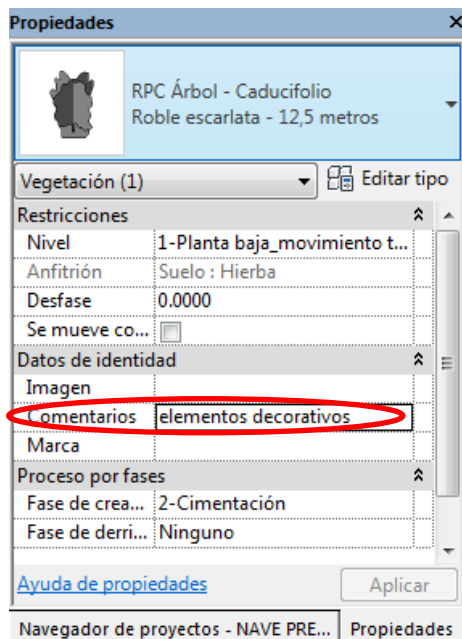 Propiedades
RPC Árbol - Caducifolio
Roble escarlata - 12,5 metros
Vegetación (1) Editar tipo
Restricciones
Nivel 1-Planta baja_movimiento t...
Anfitrión Suelo : Hierba
Desfase 0.0000
Se mueve co...
Datos de identidad
Imagen
Comentarios elementos decorativos
Marca
Proceso por fases
Fase de crea... 2-Cimentación
Fase de derri... Ninguno
Ayuda de propiedades Aplicar
Navegador de proyectos - NAVE PRE... Propiedades